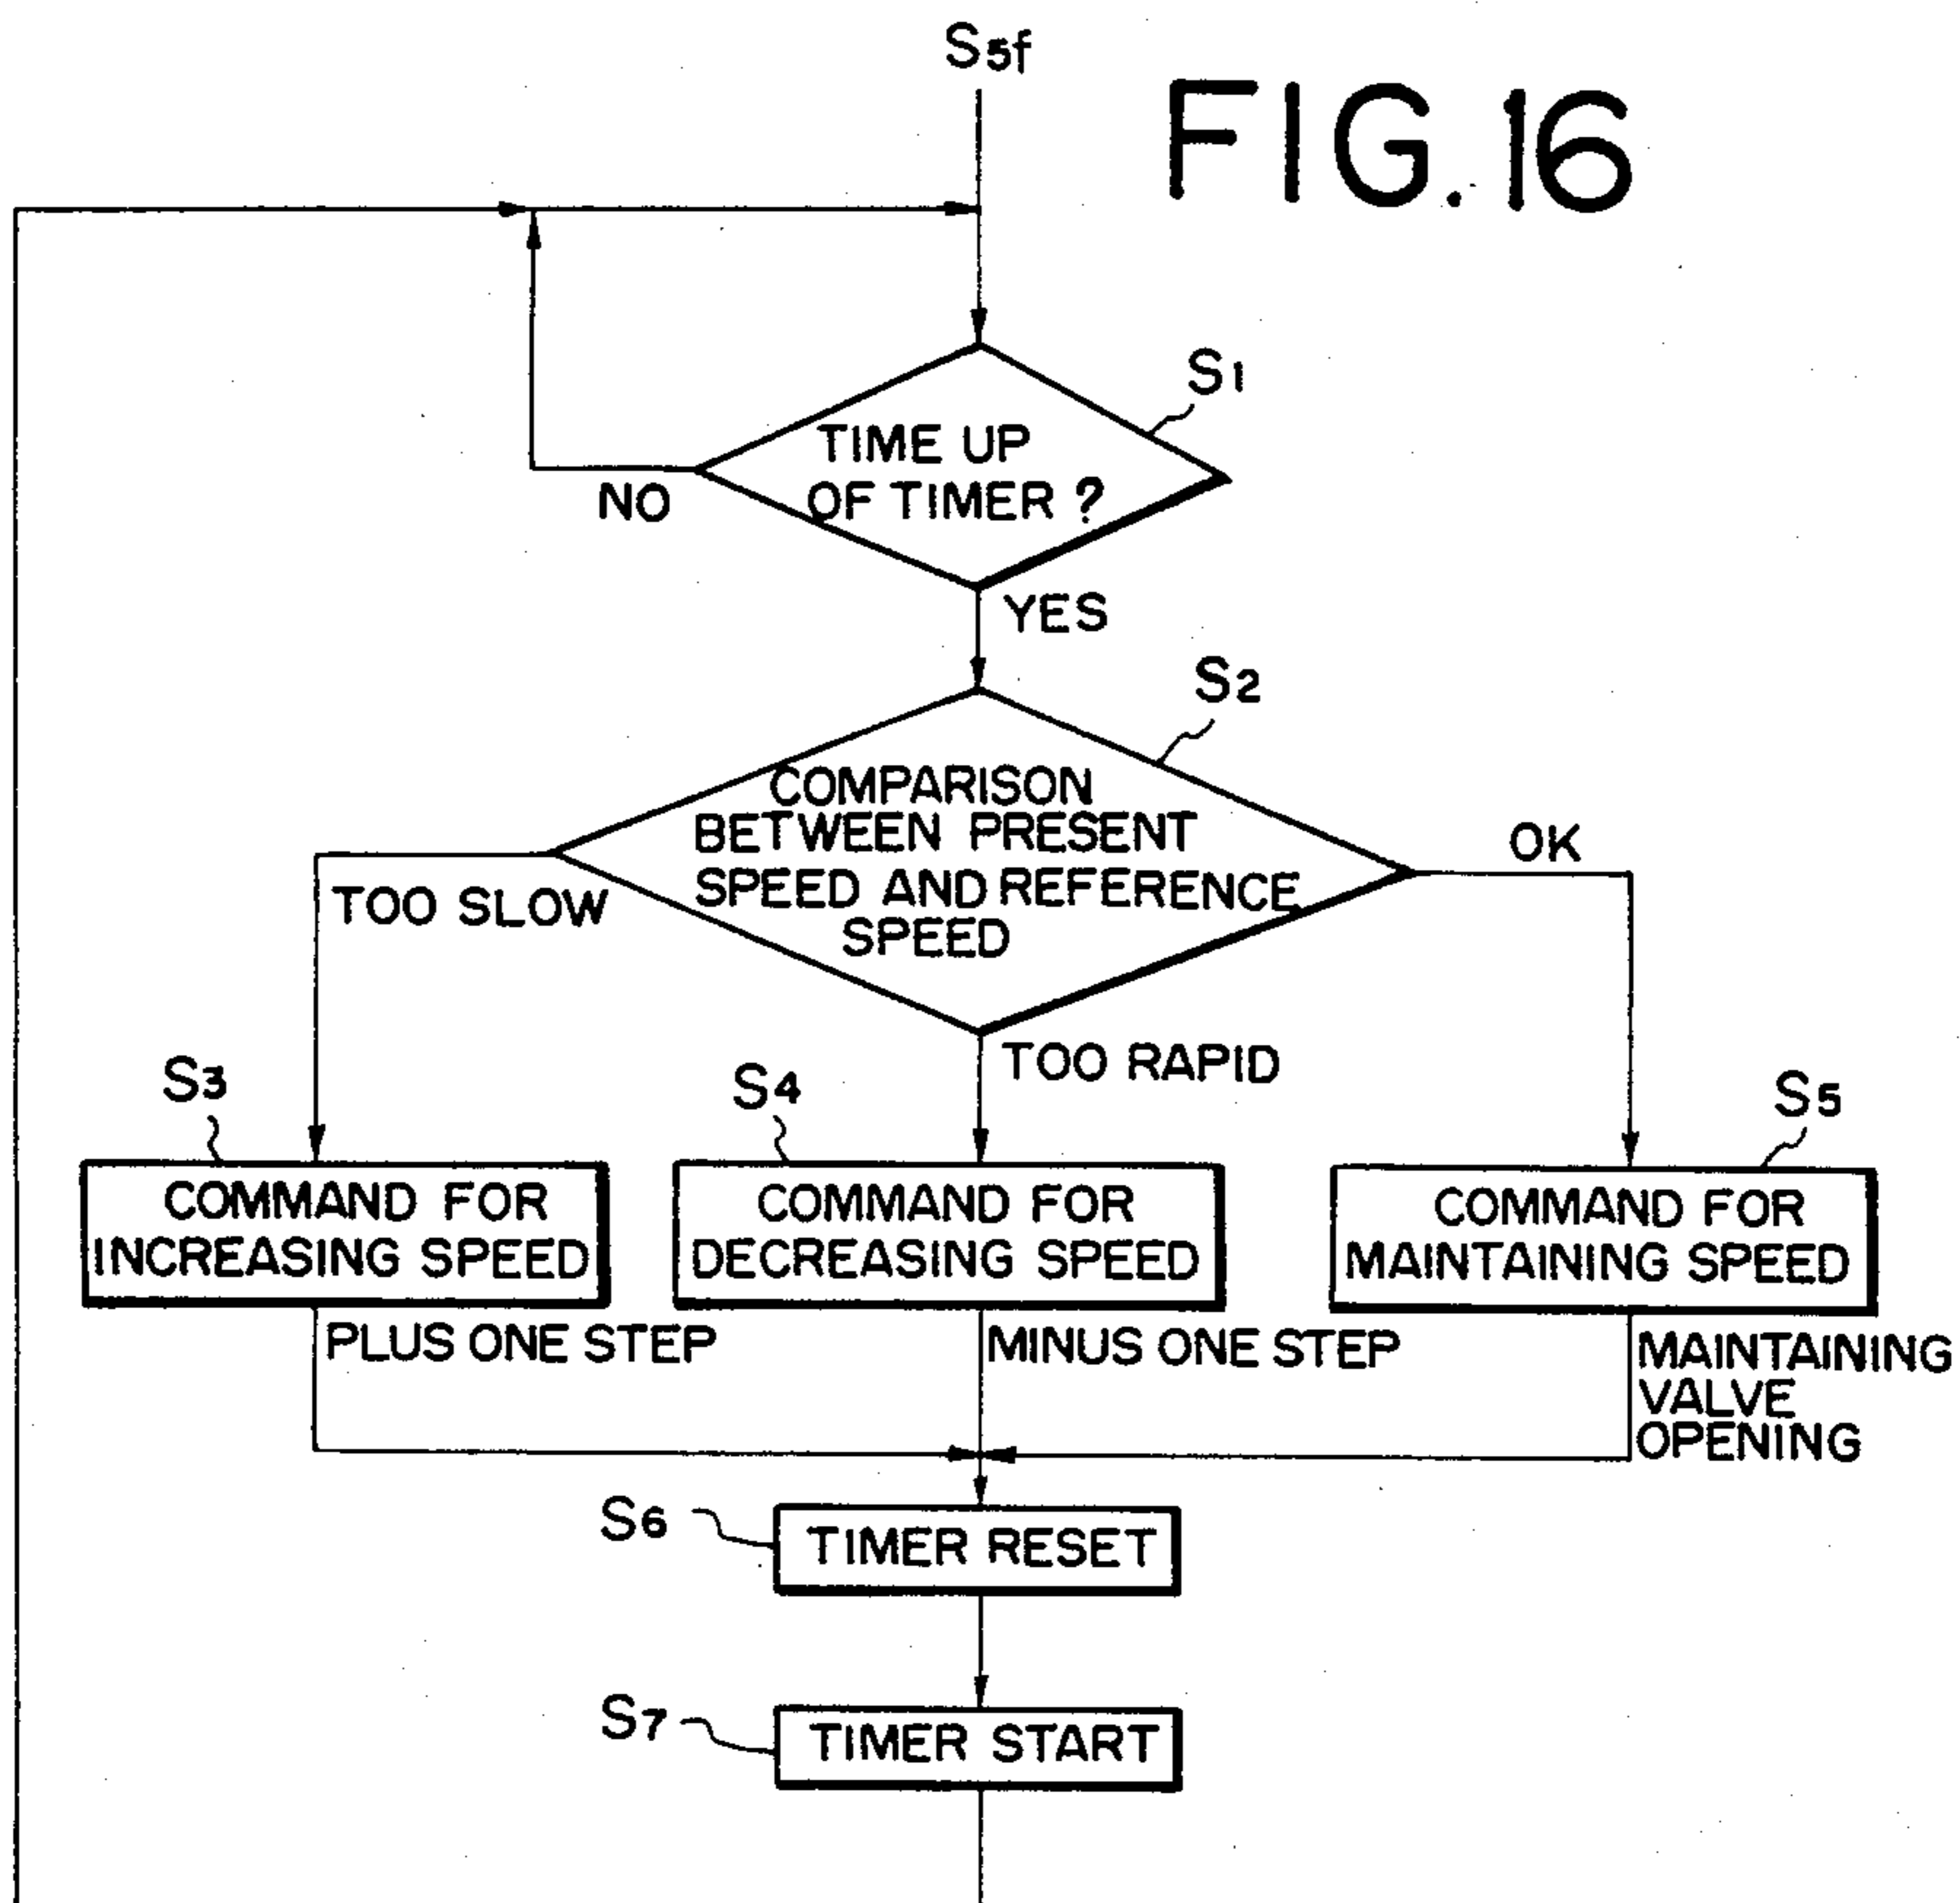 S5f
FIG.16
S1
TIME UP
OF TIMER ?
NO
YES
S2
COMPARISON
BETWEEN PRESENT
SPEED AND REFERENCE
SPEED
OK
TOO SLOW
TOO RAPID
S3
S4
S5
COMMAND FOR
INCREASING SPEED
COMMAND FOR
DECREASING SPEED
COMMAND FOR
MAINTAINING SPEED
PLUS ONE STEP
MINUS ONE STEP
MAINTAINING
VALVE
OPENING
S6
TIMER RESET
S7
TIMER START